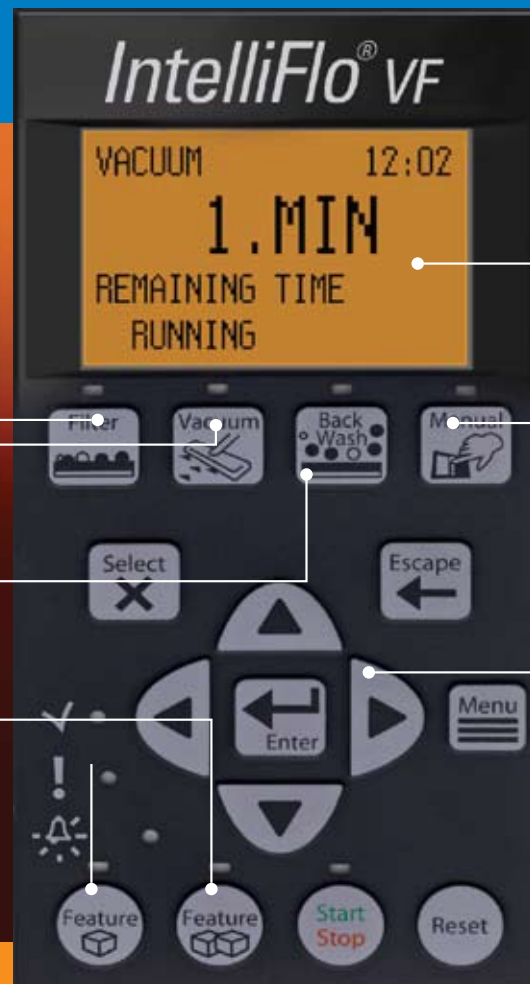 IntelliFlo® VF
VACUUM 12:02
1.MIN
REMAINING TIME
RUNNING
Filter Vacuum Back Wash Manual
Select Escape
Enter Menu
!
Feature Feature Start Stop Reset